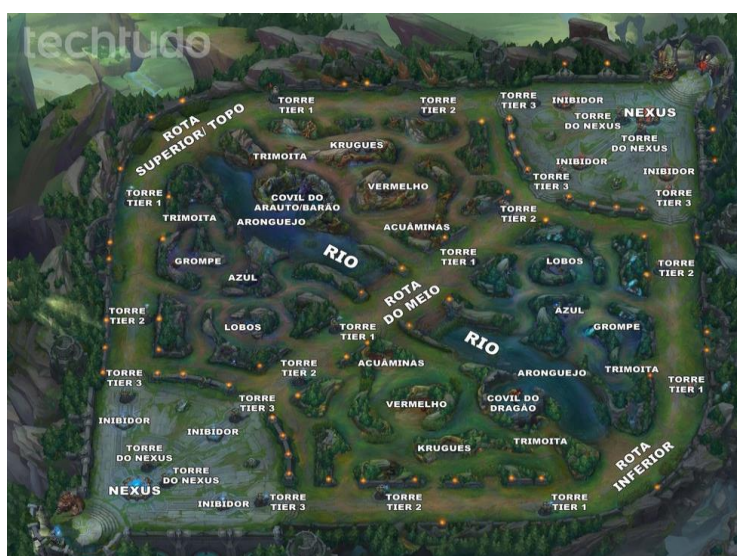 techtudo
TORRE
TIER 1
TORRE
TIER 2
TORRE
TIER 3
INIBIDOR
NEXUS
TORRE
DO NEXUS
TORRE
DO NEXUS
INIBIDOR
INIBIDOR
TORRE
TIER 3
TORRE
TIER 3
ROTA
SUPERIOR/ TOPO
KRUGUES
TRIMOITA
VERMELHO
COVIL DO
ARAUTO/BARÃO
ARONGUEJO
TORRE
TIER 1
TRIMOITA
ACUÂMINAS
TORRE
TIER 2
GROMPE
AZUL
RIO
TORRE
TIER 1
LOBOS
TORRE
TIER 2
ROTA
DO MEIO
TORRE
TIER 2
LOBOS
TORRE
TIER 1
AZUL
GROMPE
RIO
TORRE
TIER 3
TORRE
TIER 2
ACUÂMINAS
ARONGUEJO
TRIMOITA
TORRE
TIER 1
TORRE
TIER 3
VERMELHO
COVIL DO
DRAGÃO
INIBIDOR
INIBIDOR
KRUGUES
TRIMOITA
TORRE
DO NEXUS
TORRE
DO NEXUS
NEXUS
INIBIDOR
TORRE
TIER 3
TORRE
TIER 2
TORRE
TIER 1
ROTA
INFERIOR